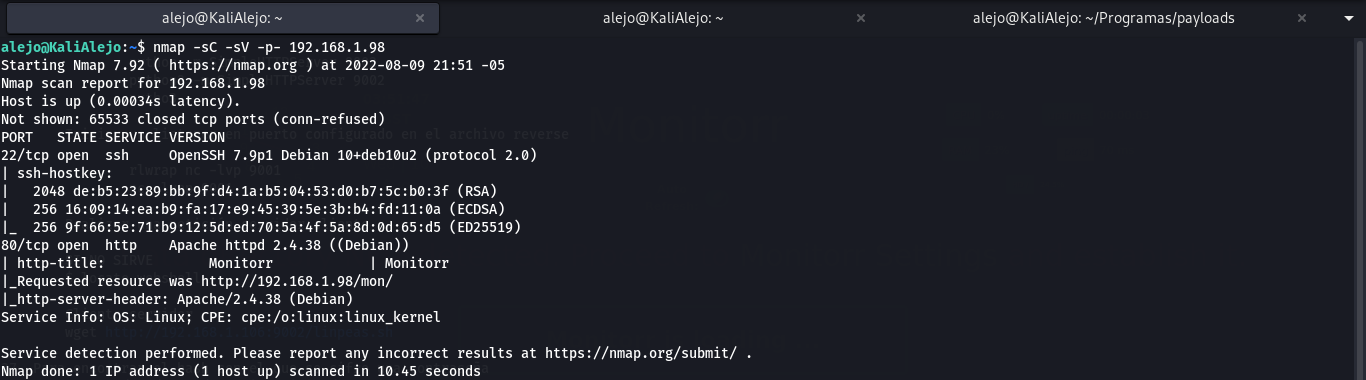 alejo@KaliAlejo: ~ × alejo@KaliAlejo: ~ × alejo@KaliAlejo: ~/Programas/payloads ×
alejo@KaliAlejo:~$ nmap -sC -sV -p- 192.168.1.98
Starting Nmap 7.92 ( https://nmap.org ) at 2022-08-09 21:51 -05
Nmap scan report for 192.168.1.98
Host is up (0.00034s latency).
Not shown: 65533 closed tcp ports (conn-refused)
PORT   STATE SERVICE VERSION
22/tcp open  ssh     OpenSSH 7.9p1 Debian 10+deb10u2 (protocol 2.0)
| ssh-hostkey:
|   2048 de:b5:23:89:bb:9f:d4:1a:b5:04:53:d0:b7:5c:b0:3f (RSA)
|   256 16:09:14:ea:b9:fa:17:e9:45:39:5e:3b:b4:fd:11:0a (ECDSA)
|_  256 9f:66:5e:71:b9:12:5d:ed:70:5a:4f:5a:8d:0d:65:d5 (ED25519)
80/tcp open  http    Apache httpd 2.4.38 ((Debian))
| http-title:             Monitorr              | Monitorr
|_Requested resource was http://192.168.1.98/mon/
|_http-server-header: Apache/2.4.38 (Debian)
Service Info: OS: Linux; CPE: cpe:/o:linux:linux_kernel
Service detection performed. Please report any incorrect results at https://nmap.org/submit/ .
Nmap done: 1 IP address (1 host up) scanned in 10.45 seconds